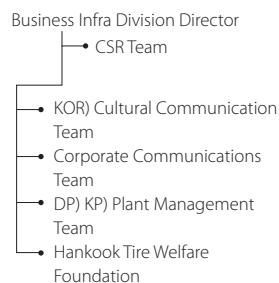 Business Infra Division Director
CSR Team
KOR) Cultural Communication
Team
Corporate Communications
Team
DP) KP) Plant Management
Team
Hankook Tire Welfare
Foundation